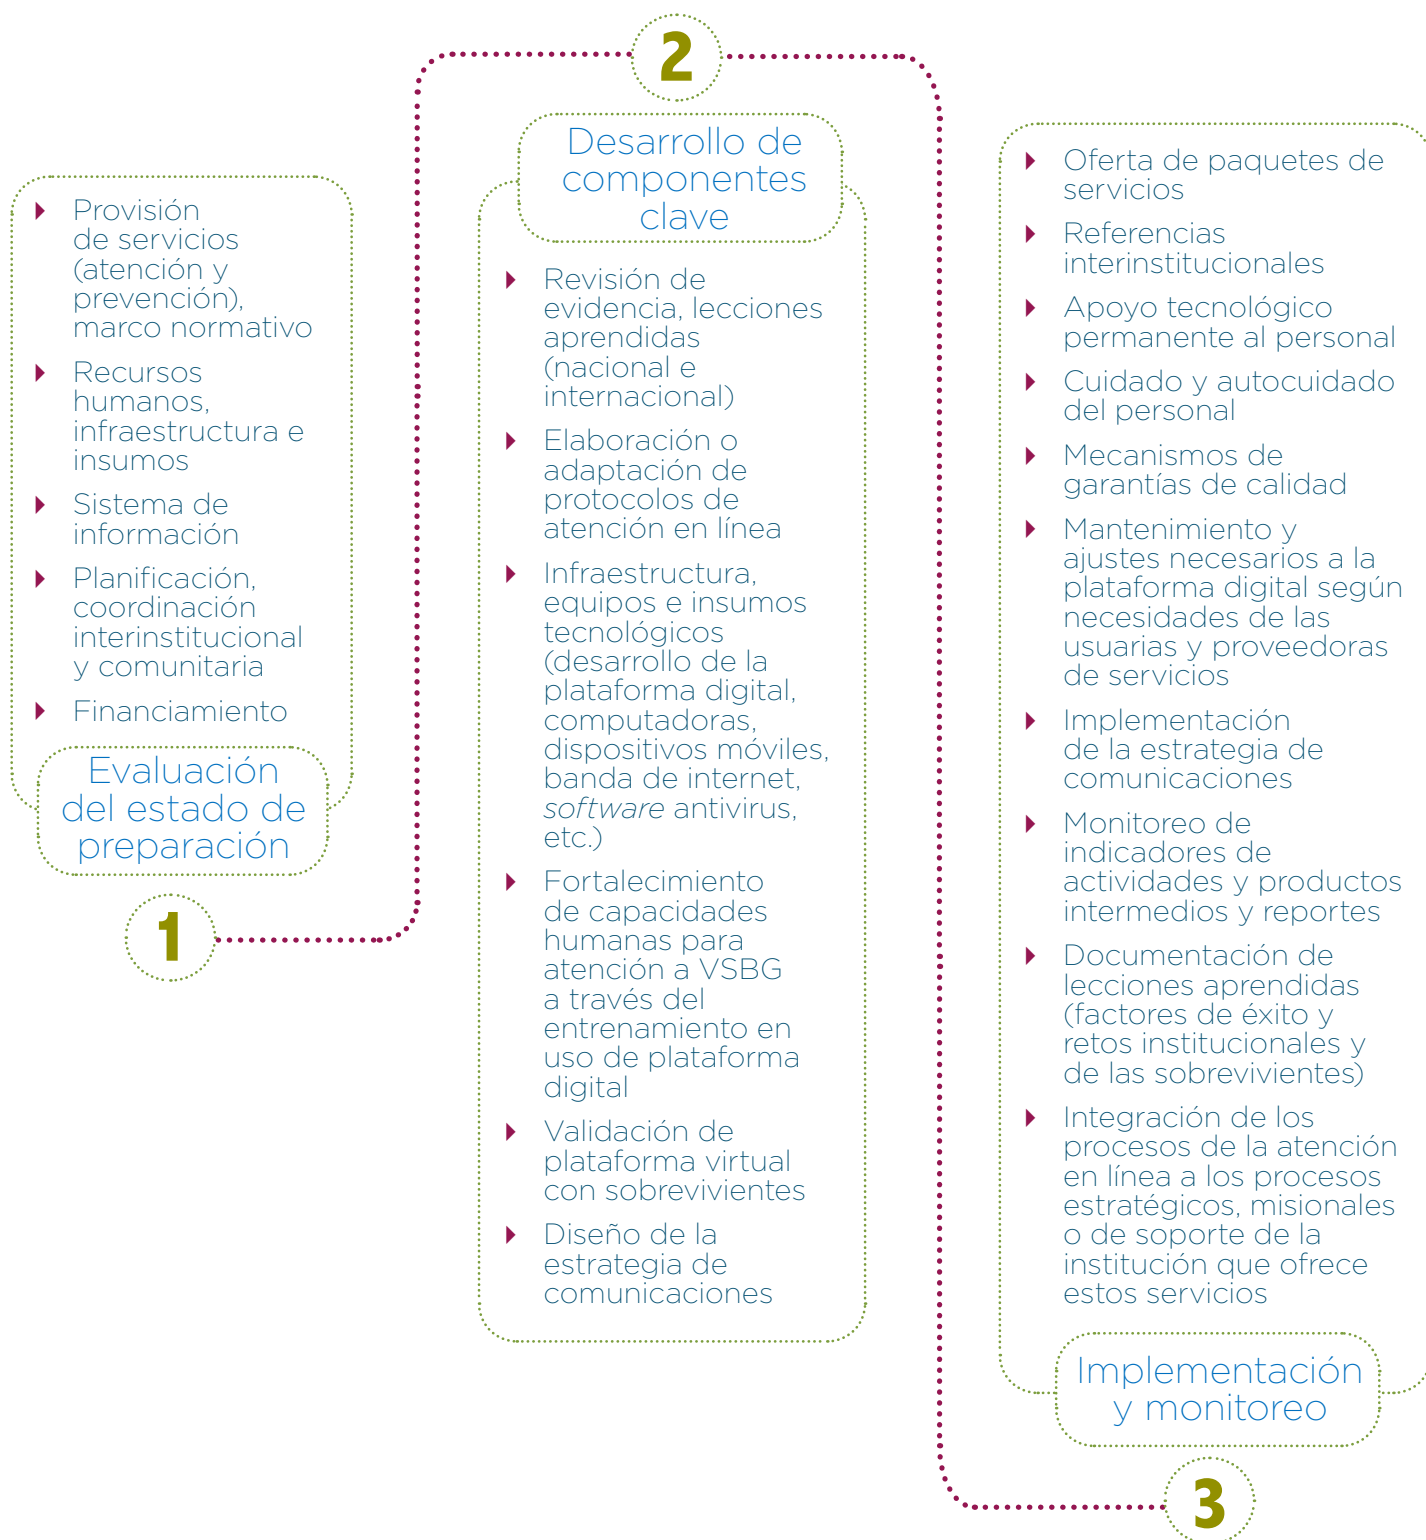 Provisión
de servicios
(atención y
prevención),
marco normativo
Recursos
humanos,
infraestructura e
insumos
Sistema de
información
Planificación,
coordinación
interinstitucional
y comunitaria
Financiamiento
Evaluación
del estado de
preparación
1
2
Desarrollo de
componentes
clave
Revisión de
evidencia, lecciones
aprendidas
(nacional e
internacional)
Elaboración o
adaptación de
protocolos de
atención en línea
Infraestructura,
equipos e insumos
tecnológicos
(desarrollo de la
plataforma digital,
computadoras,
dispositivos móviles,
banda de internet,
software antivirus,
etc.)
Fortalecimiento
de capacidades
humanas para
atención a VSBG
a través del
entrenamiento en
uso de plataforma
digital
Validación de
plataforma virtual
con sobrevivientes
Diseño de la
estrategia de
comunicaciones
Oferta de paquetes de
servicios
Referencias
interinstitucionales
Apoyo tecnológico
permanente al personal
Cuidado y autocuidado
del personal
Mecanismos de
garantías de calidad
Mantenimiento y
ajustes necesarios a la
plataforma digital según
necesidades de las
usuarias y proveedoras
de servicios
Implementación
de la estrategia de
comunicaciones
Monitoreo de
indicadores de
actividades y productos
intermedios y reportes
Documentación de
lecciones aprendidas
(factores de éxito y
retos institucionales y
de las sobrevivientes)
Integración de los
procesos de la atención
en línea a los procesos
estratégicos, misionales
o de soporte de la
institución que ofrece
estos servicios
Implementación
y monitoreo
3